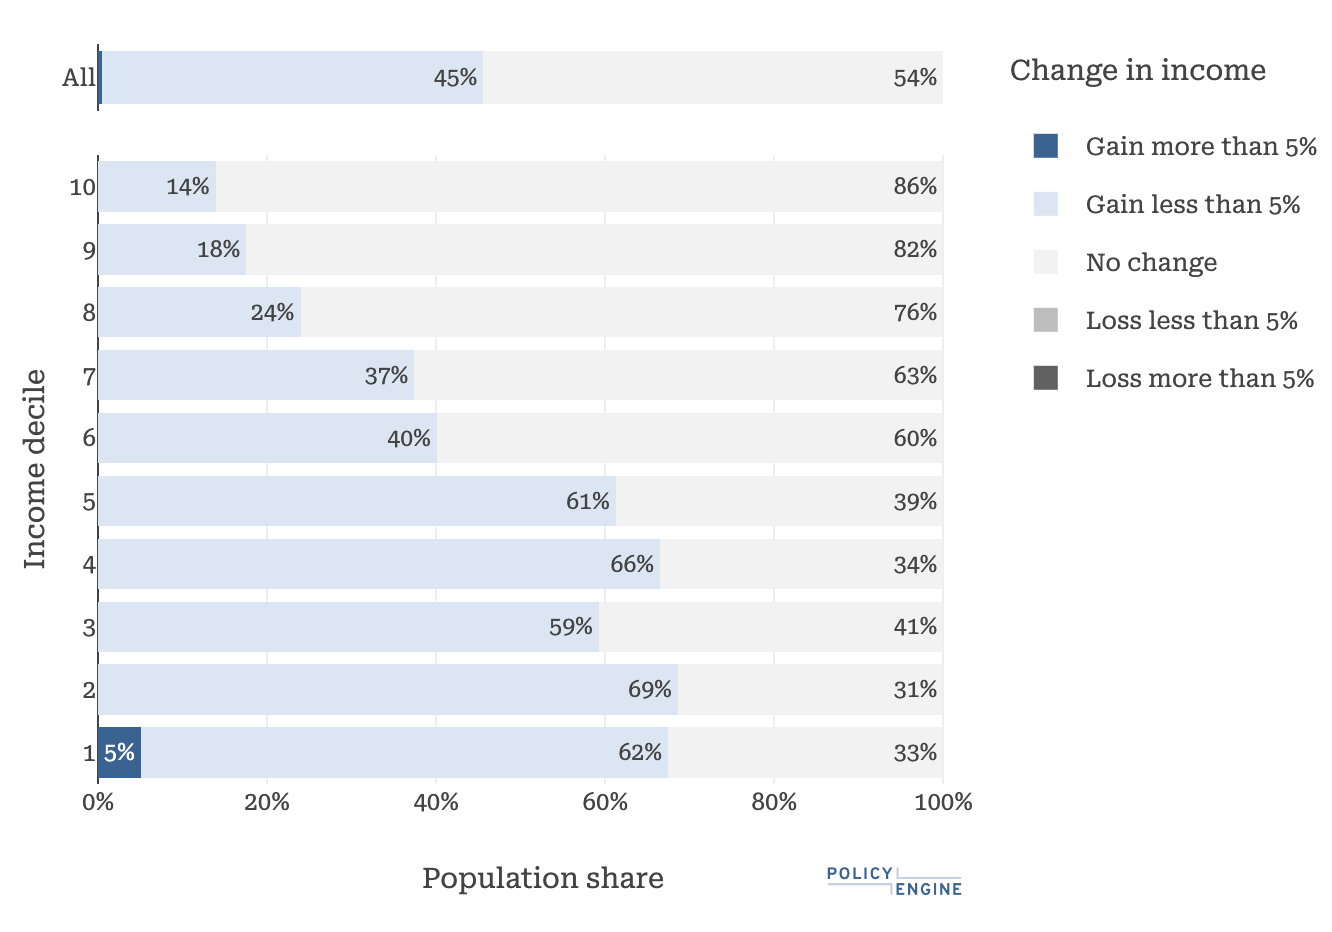 All 45% 54%
10 14% 86%
9 18% 82%
8 24% 76%
7 37% 63%
6 40% 60%
5 61% 39%
4 66% 34%
3 59% 41%
2 69% 31%
1 5% 62% 33%
0% 20% 40% 60% 80% 100%
Income decile
Population share
Change in income
Gain more than 5%
Gain less than 5%
No change
Loss less than 5%
Loss more than 5%
POLICY
ENGINE